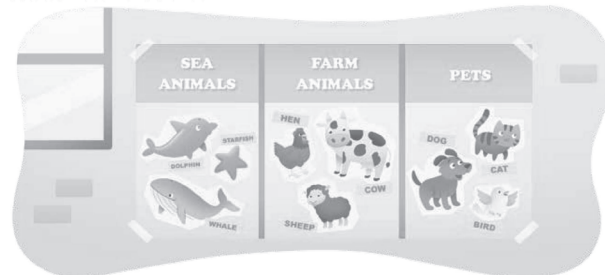 SEA
ANIMALS
STARFISH
DOLPHIN
WHALE
FARM
ANIMALS
HEN
COW
SHEEP
PETS
DOG
CAT
BIRD